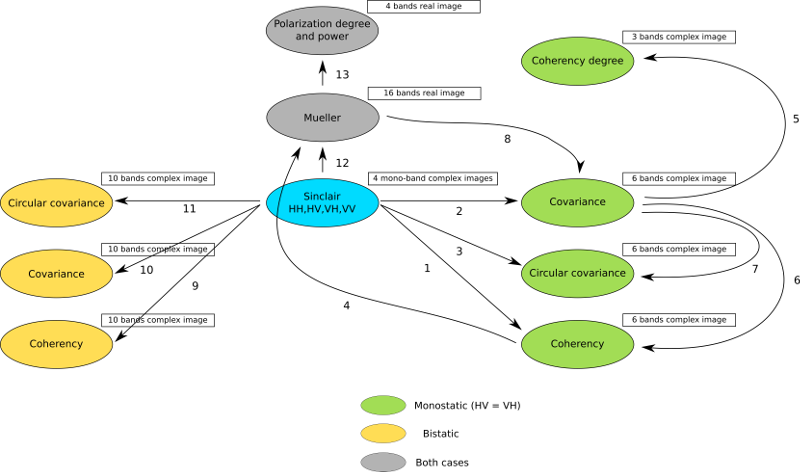 4 bands real image
Polarization degree
and power
3 bands complex image
Coherency degree
13
16 bands real image
Mueller
5
8
12
10 bands complex image
4 mono-band complex images
6 bands complex image
Circular covariance
11
Sinclair
HH,HV,VH,VV
2
Covariance
10 bands complex image
6 bands complex image
Covariance
10
3
Circular covariance
1
7
9
6
4
10 bands complex image
6 bands complex image
Coherency
Coherency
Monostatic (HV = VH)
Bistatic
Both cases